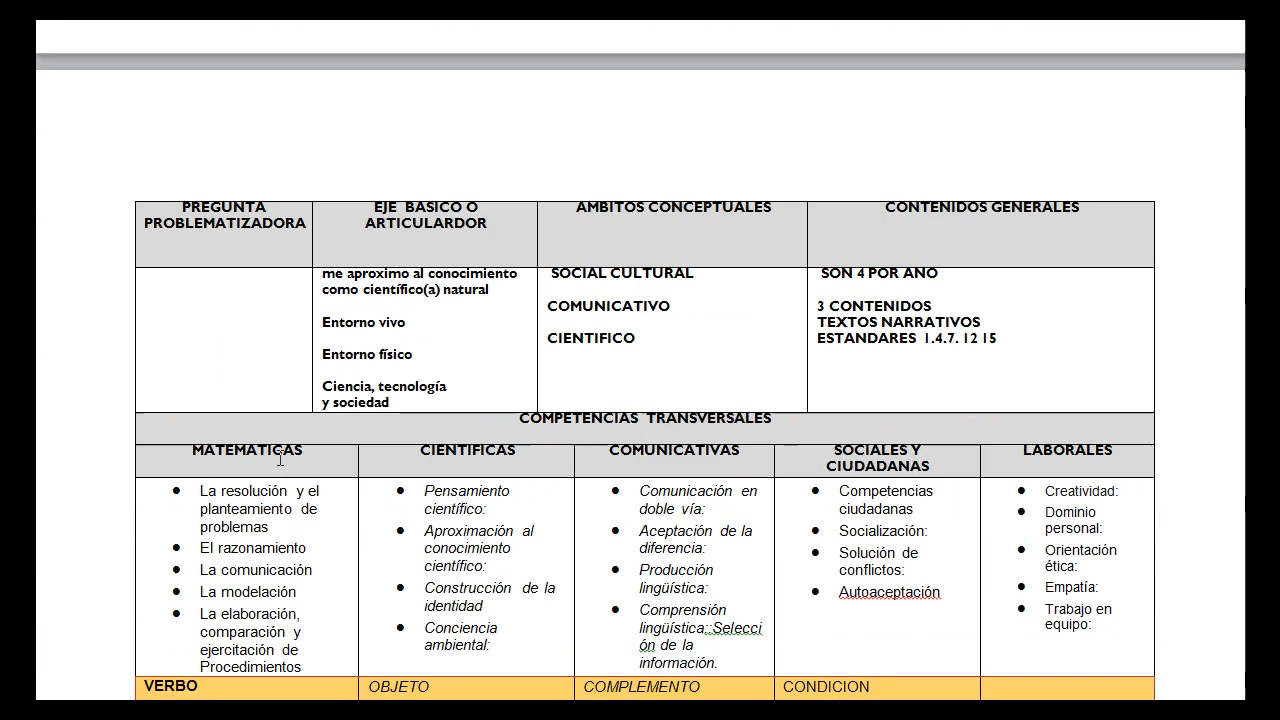 PREGUNTA
PROBLEMATIZADORA
EJE BASICO O
ARTICULARDOR
AMBITOS CONCEPTUALES
CONTENIDOS GENERALES
me aproximo al conocimiento
como científico(a) natural
Entorno vivo
Entorno físico
Ciencia, tecnología
y sociedad
SOCIAL CULTURAL
COMUNICATIVO
CIENTIFICO
SON 4 POR ANO
3 CONTENIDOS
TEXTOS NARRATIVOS
ESTANDARES 1.4.7. 12 15
COMPETENCIAS TRANSVERSALES
MATEMATICAS
CIENTIFICAS
COMUNICATIVAS
SOCIALES Y
CIUDADANAS
LABORALES
● La resolución y el
planteamiento de
problemas
● El razonamiento
● La comunicación
● La modelación
● La elaboración,
comparación y
ejercitación de
Procedimientos
● Pensamiento
científico:
● Aproximación al
conocimiento
científico:
● Construcción de la
identidad
● Conciencia
ambiental:
● Comunicación en
doble vía:
● Aceptación de la
diferencia:
● Producción
lingüística:
● Comprensión
lingüística::Selecci
ón de la
información.
● Competencias
ciudadanas
● Socialización:
● Solución de
conflictos:
● Autoaceptación
● Creatividad:
● Dominio
personal:
● Orientación
ética:
● Empatía:
● Trabajo en
equipo:
VERBO
OBJETO
COMPLEMENTO
CONDICION